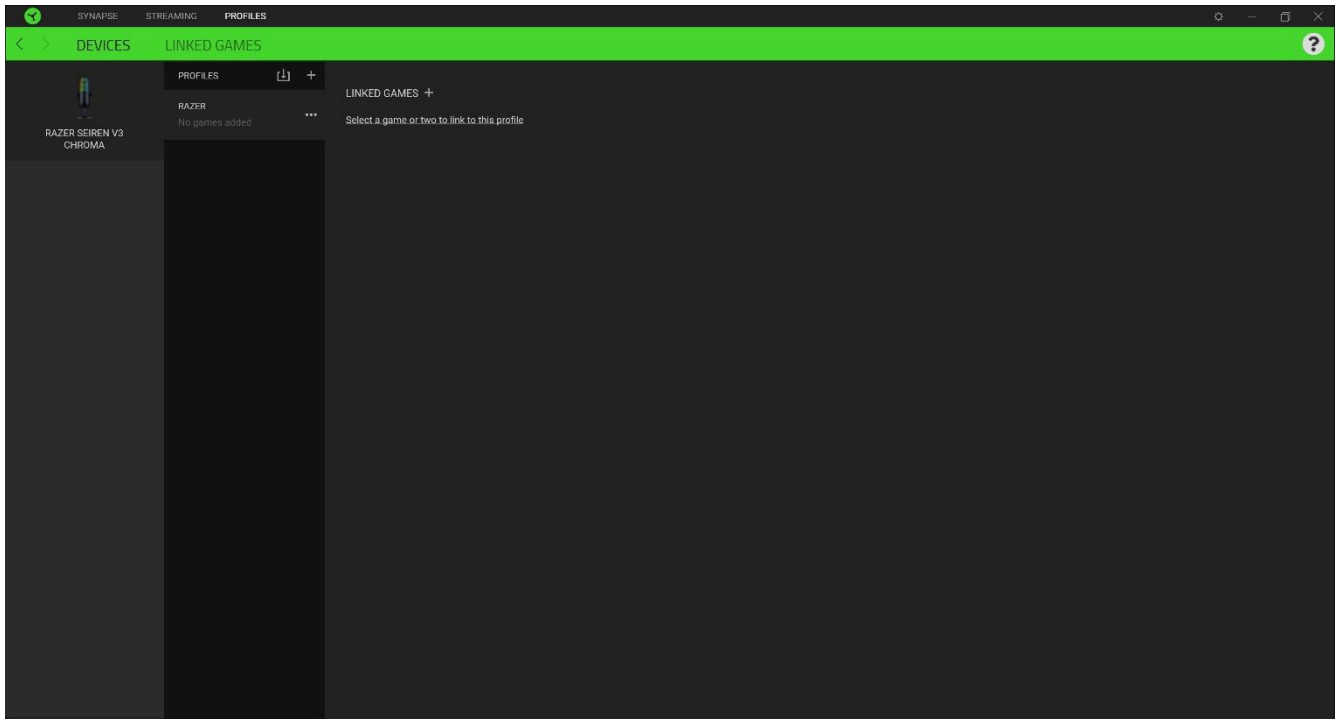 SYNAPSE STREAMING PROFILES
DEVICES LINKED GAMES
?
RAZER SEIREN V3
CHROMA
PROFILES
RAZER
No games added
LINKED GAMES +
Select a game or two to link to this profile